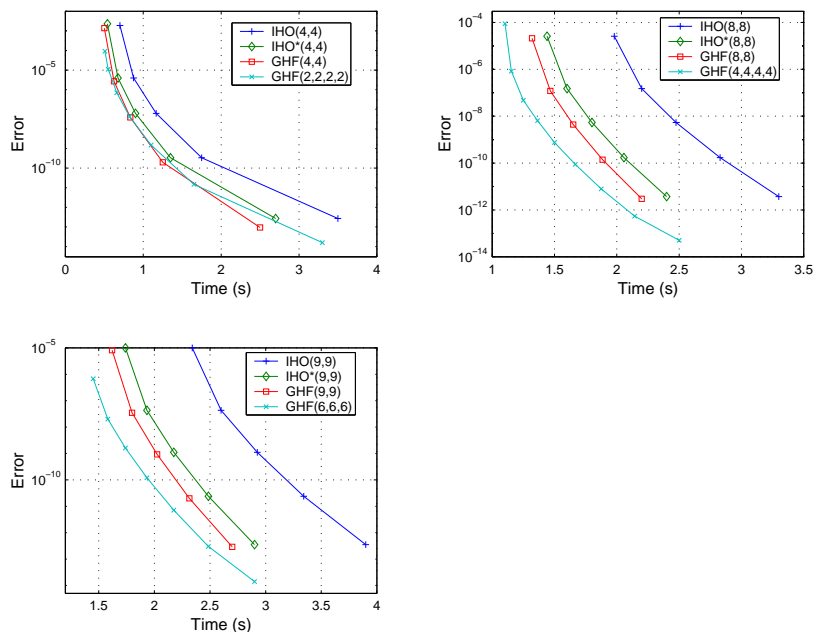 IHO(4,4)
IHO*(4,4)
GHF(4,4)
GHF(2,2,2,2)
10^-5
10^-10
Error
0 1 2 3 4
Time (s)
IHO(8,8)
IHO*(8,8)
GHF(8,8)
GHF(4,4,4,4)
10^-4
10^-6
10^-8
10^-10
10^-12
10^-14
Error
1 1.5 2 2.5 3 3.5
Time (s)
IHO(9,9)
IHO*(9,9)
GHF(9,9)
GHF(6,6,6)
10^-5
10^-10
Error
1.5 2 2.5 3 3.5 4
Time (s)